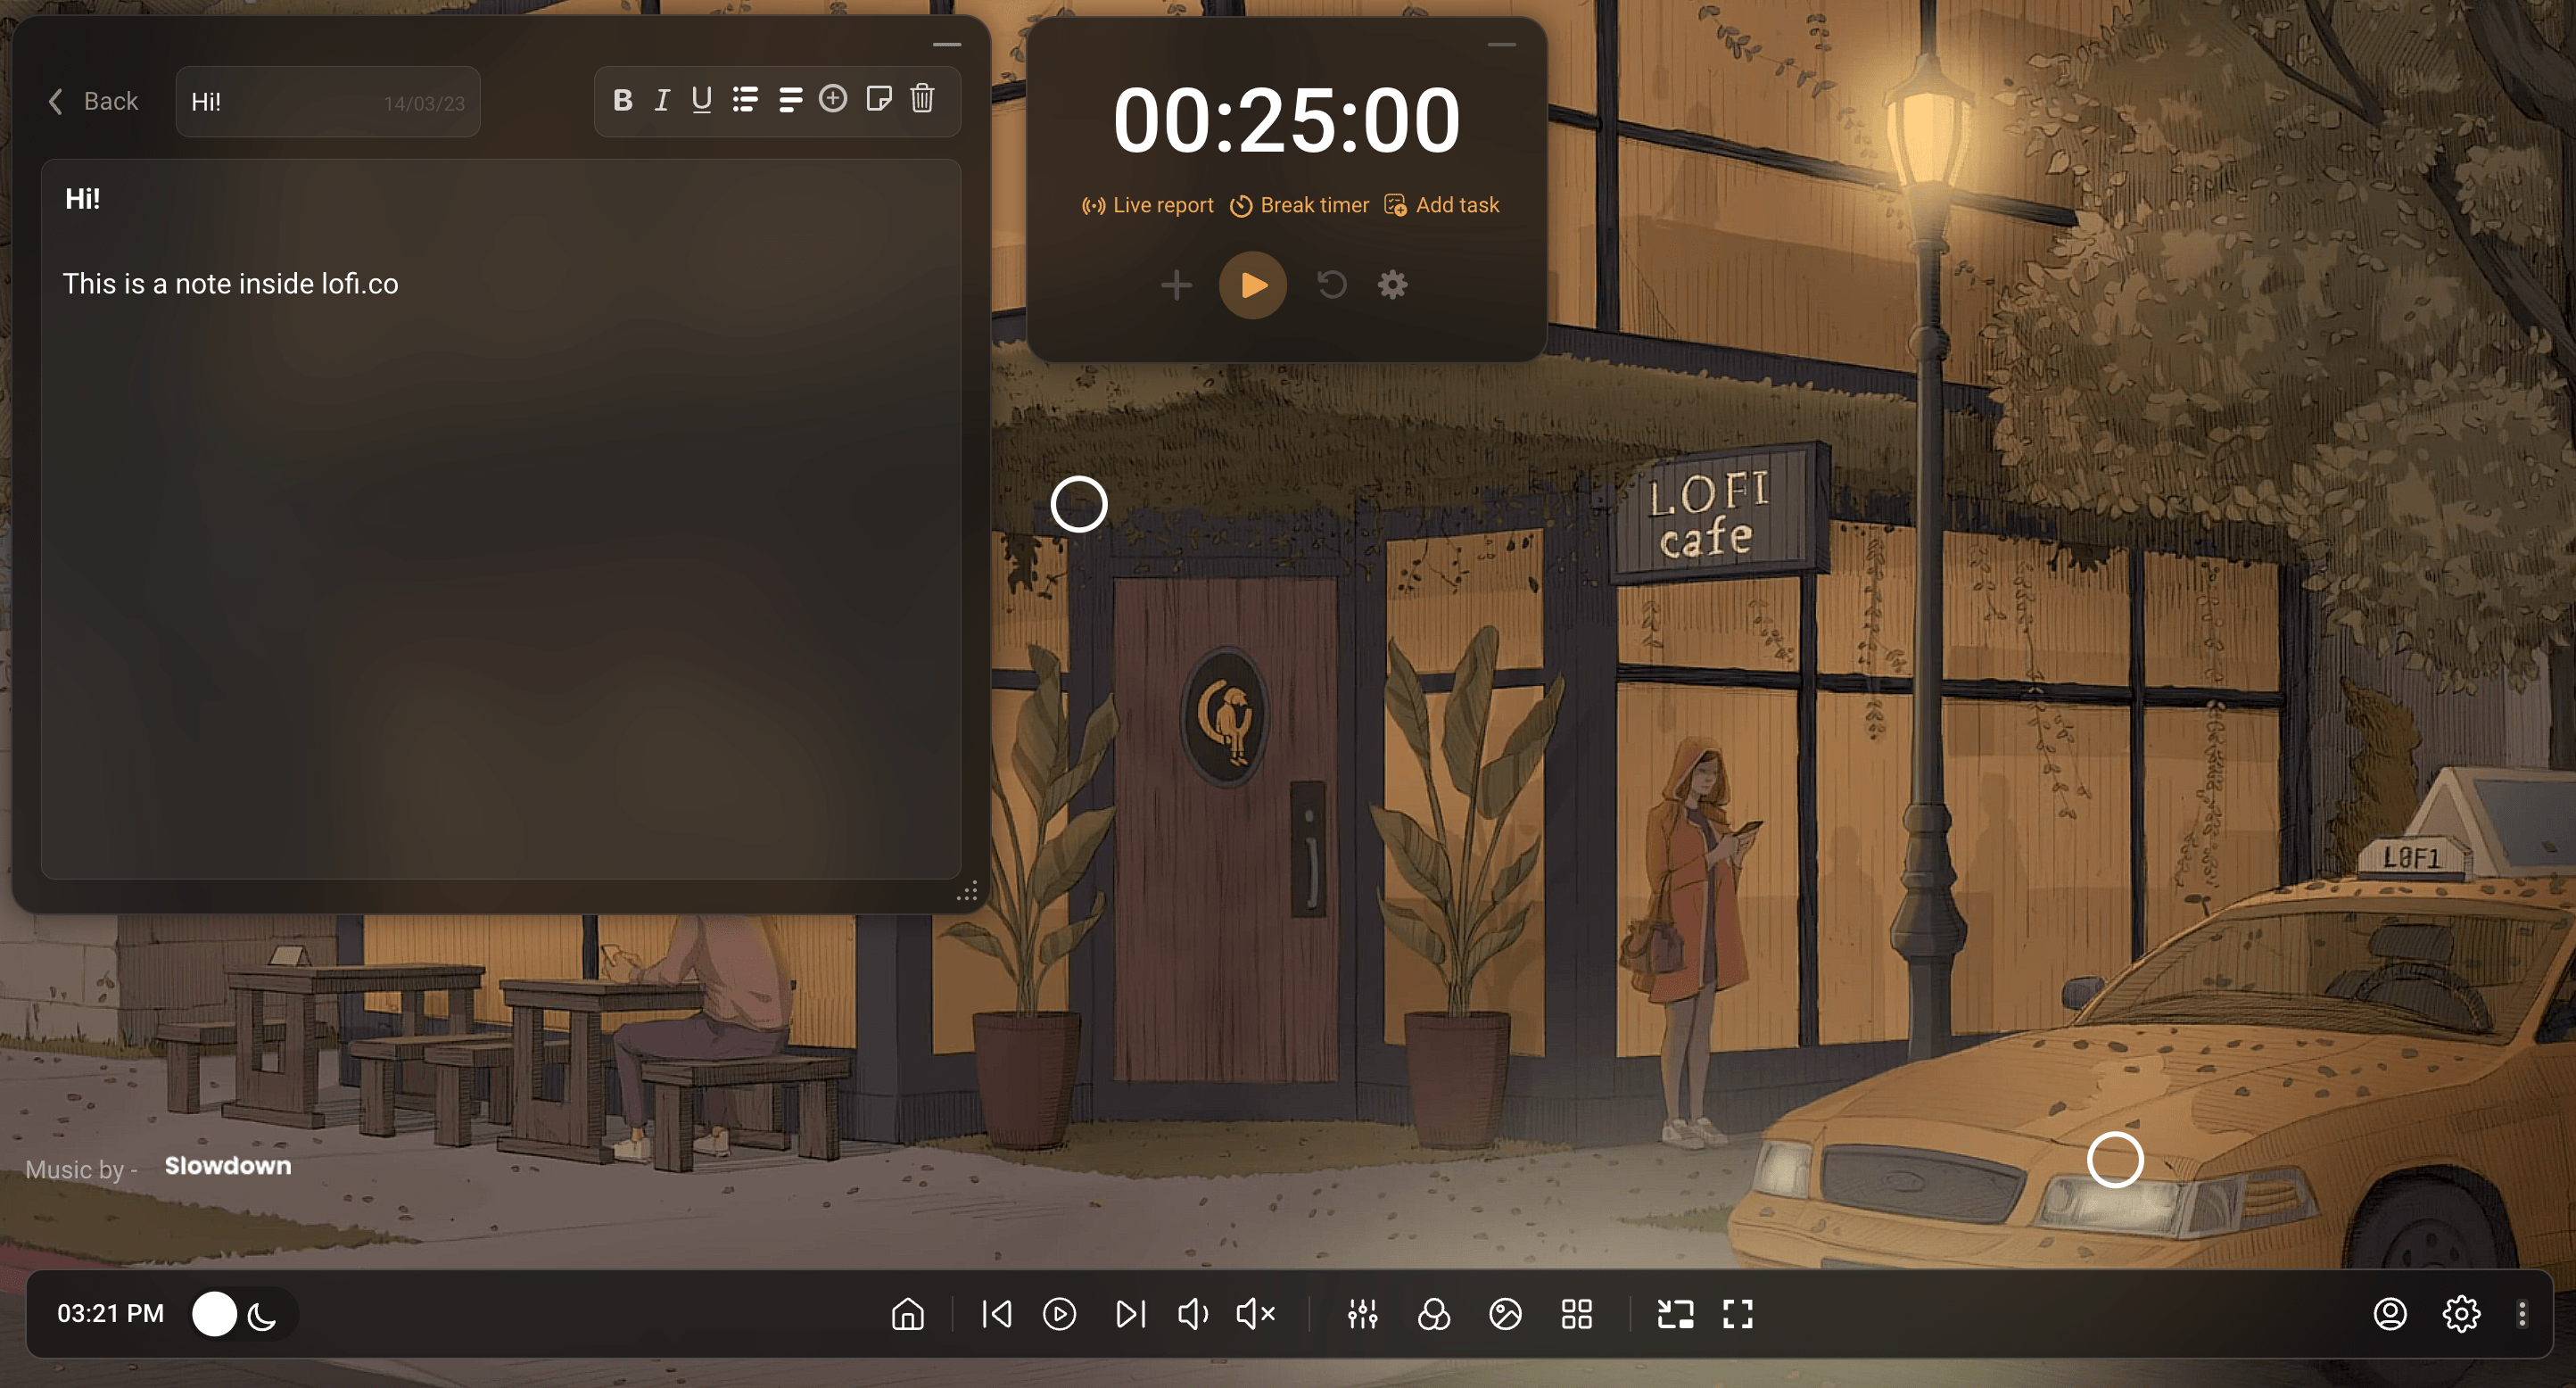 Back
Hi!
14/03/23
B I U
Hi!
This is a note inside lofi.co
00:25:00
Live report
Break timer
Add task
LOFI
cafe
L0F1
Music by -
Slowdown
03:21 PM